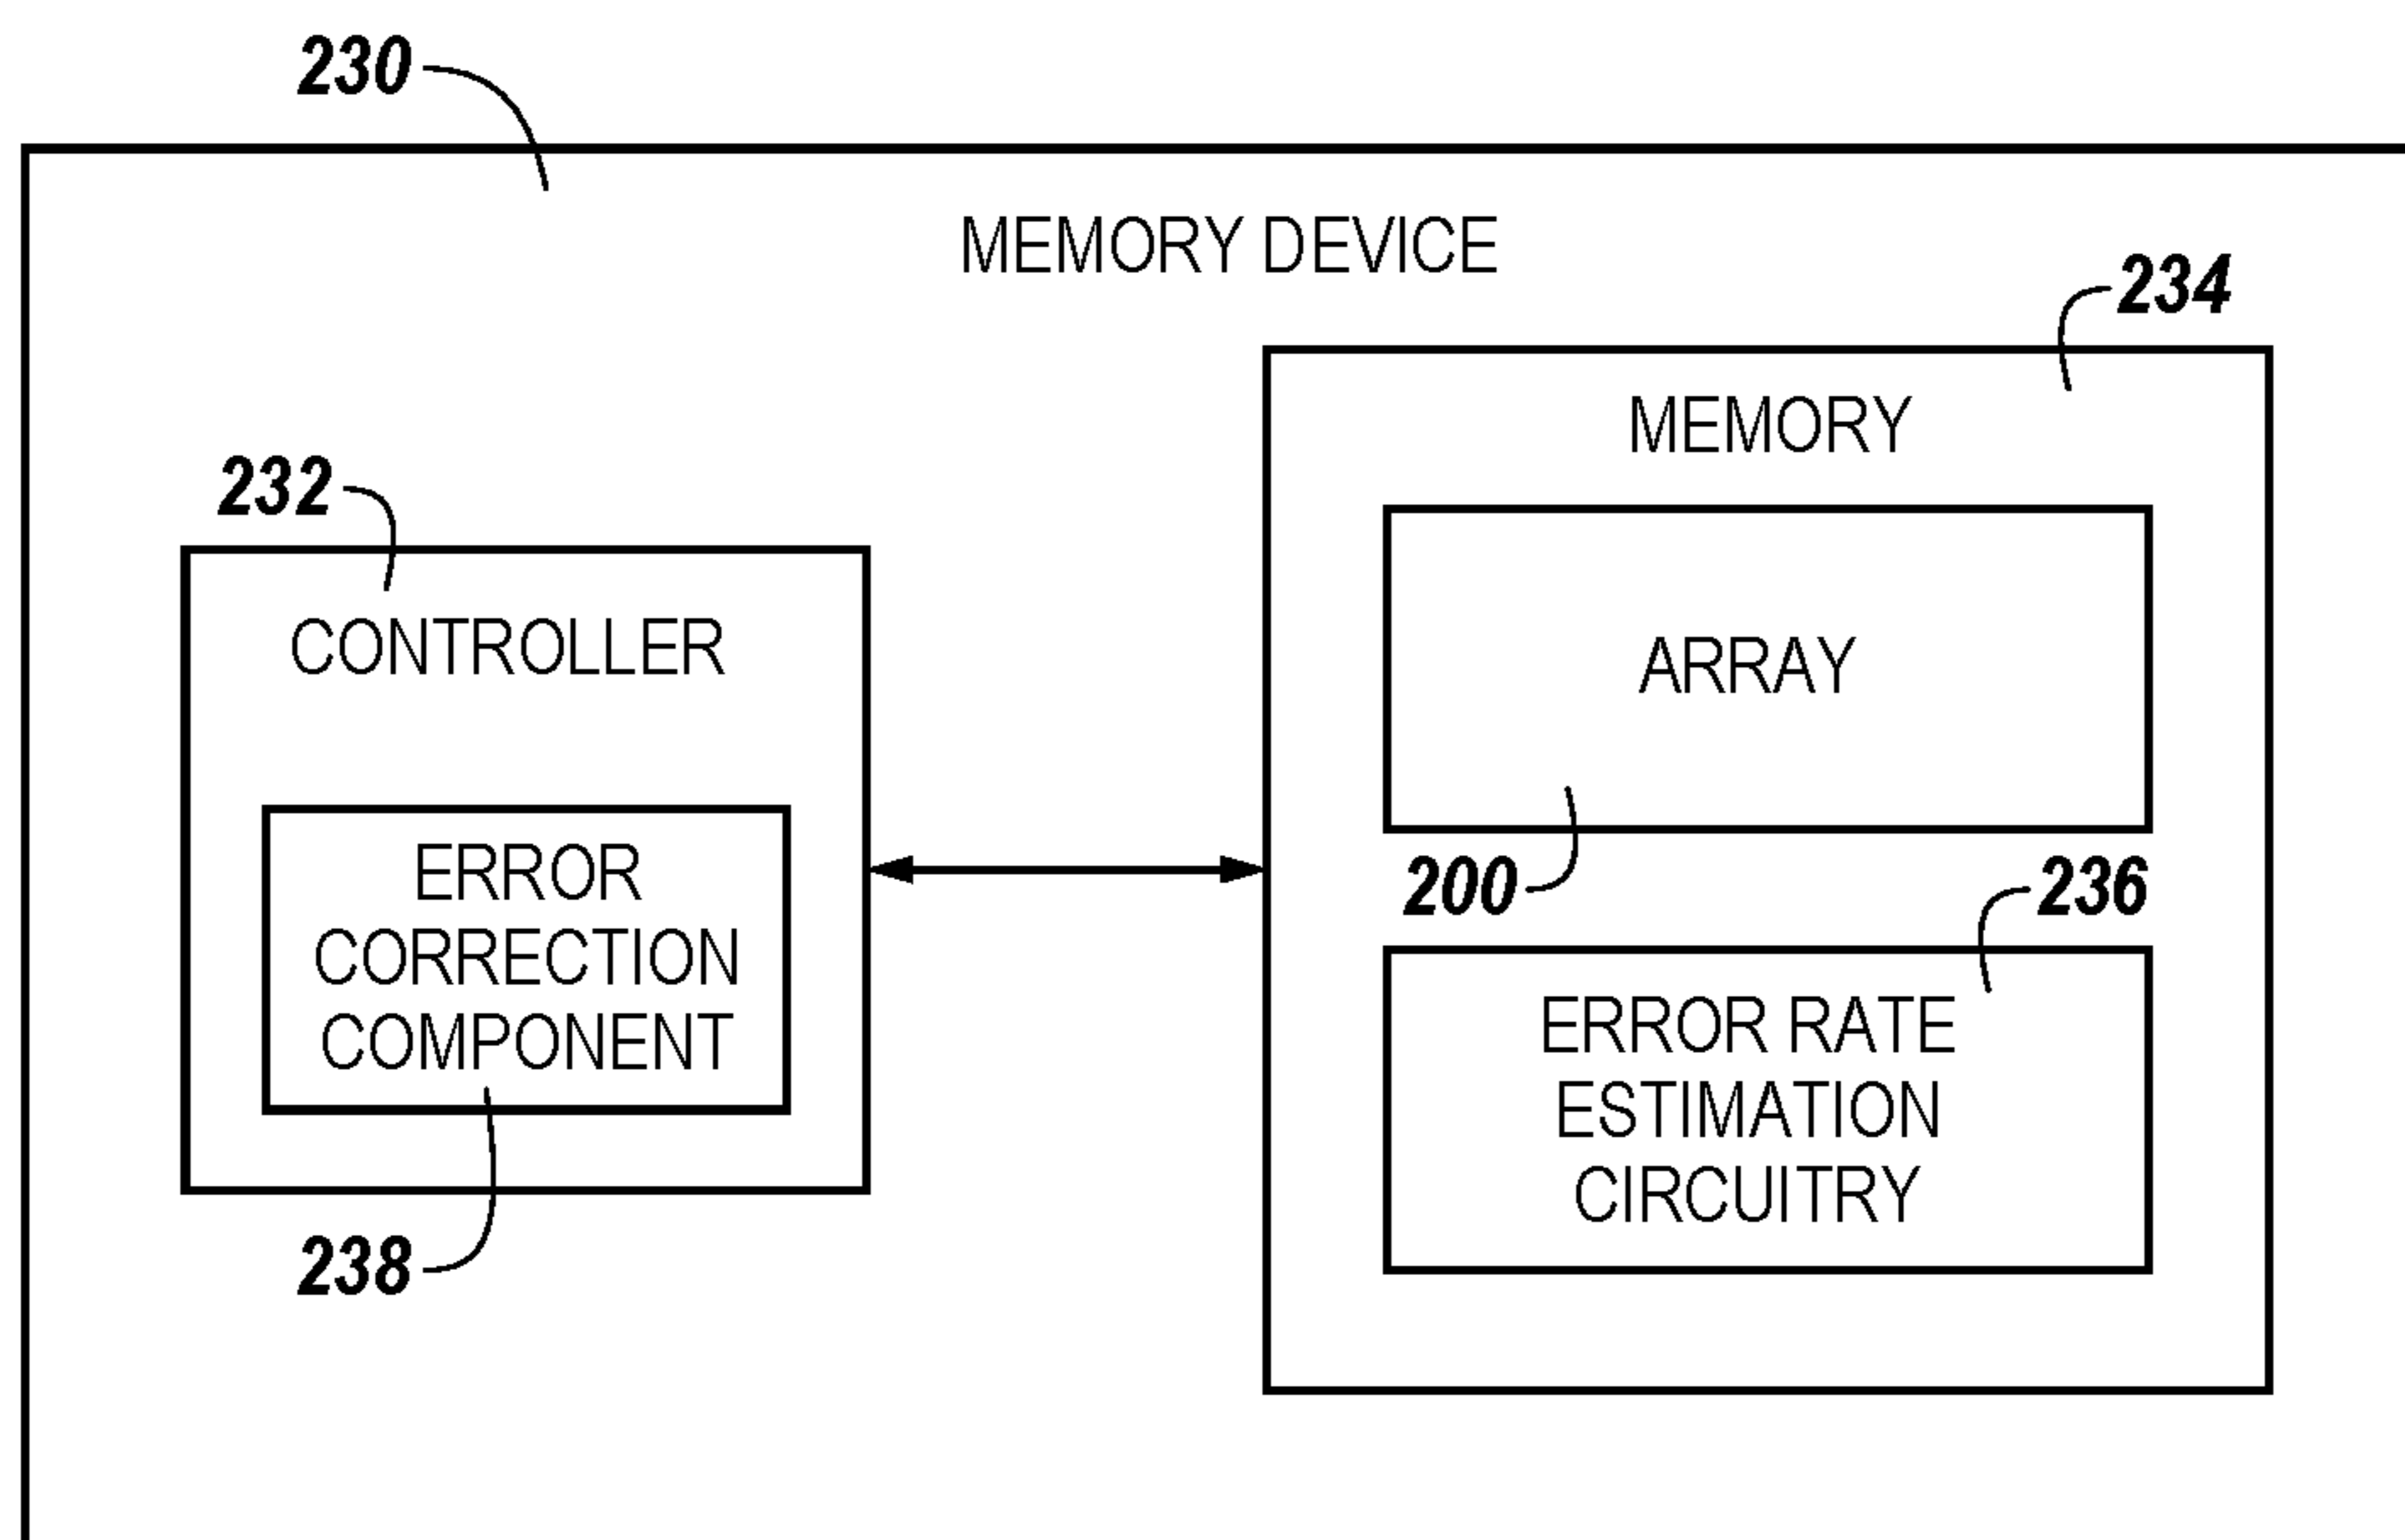 230
MEMORY DEVICE
234
MEMORY
232
CONTROLLER
ARRAY
ERROR
CORRECTION
COMPONENT
200
236
ERROR RATE
ESTIMATION
CIRCUITRY
238